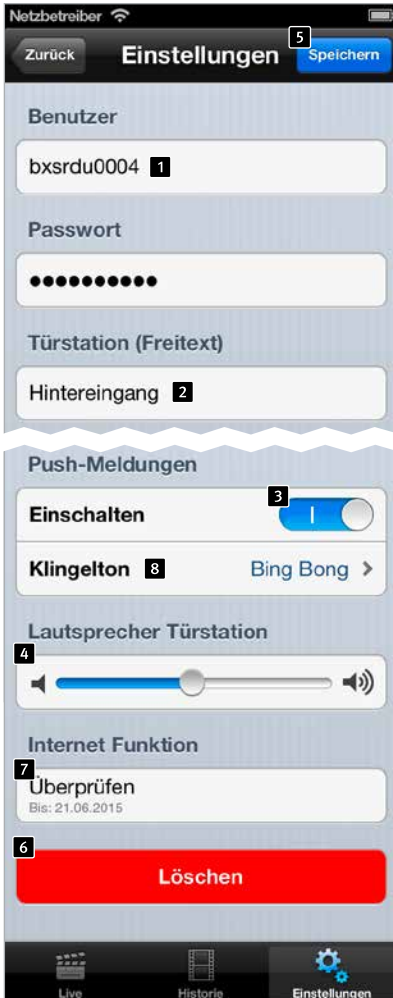 Netzbetreiber
Zurück Einstellungen 5 Speichern
Benutzer
bxsrdu0004 1
Passwort
●●●●●●●●●●
Türstation (Freitext)
Hintereingang 2
Push-Meldungen
3
Einschalten
Klingelton 8 Bing Bong >
Lautsprecher Türstation
4
Internet Funktion
7
Überprüfen
Bis: 21.06.2015
6
Löschen
Live Historie Einstellungen